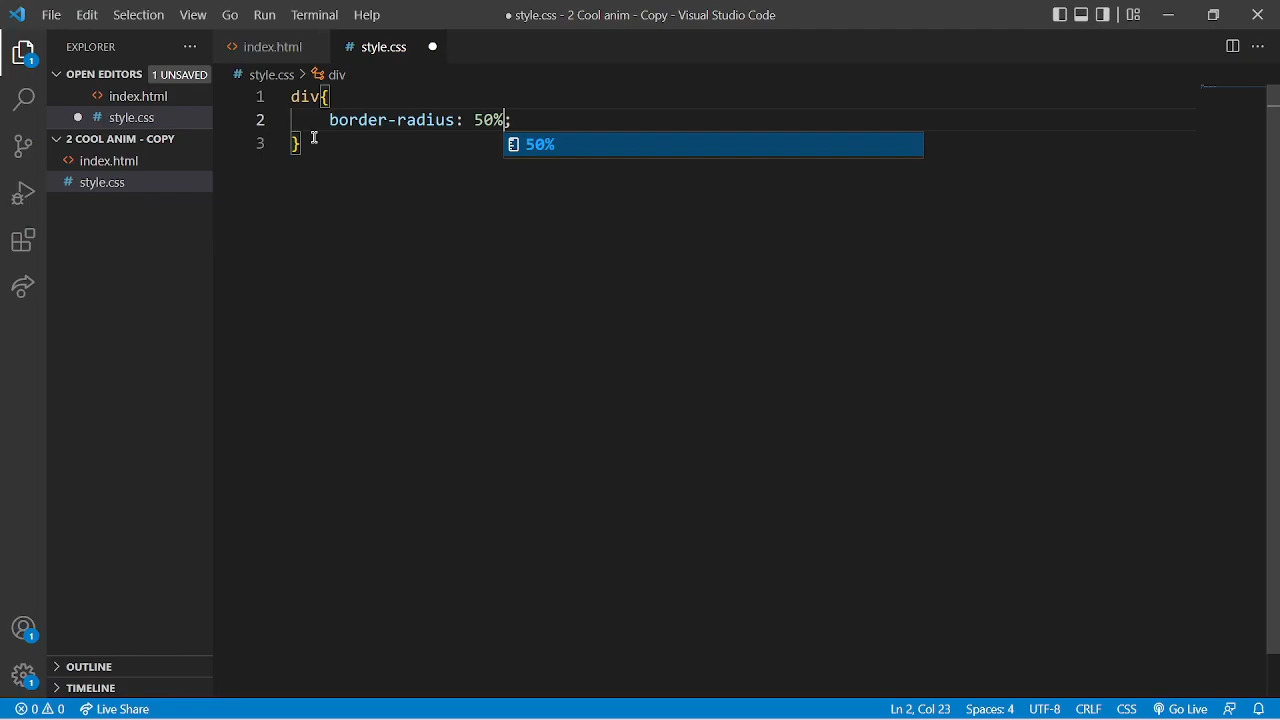 File Edit Selection View Go Run Terminal Help
● style.css - 2 Cool anim - Copy - Visual Studio Code
EXPLORER
OPEN EDITORS 1 UNSAVED
index.html
style.css
2 COOL ANIM - COPY
index.html
style.css
OUTLINE
TIMELINE
1
1
1
index.html
style.css
style.css > div
1 div{
2 border-radius: 50%;
3 }
50%
0 0 Live Share
Ln 2, Col 23 Spaces: 4 UTF-8 CRLF CSS Go Live